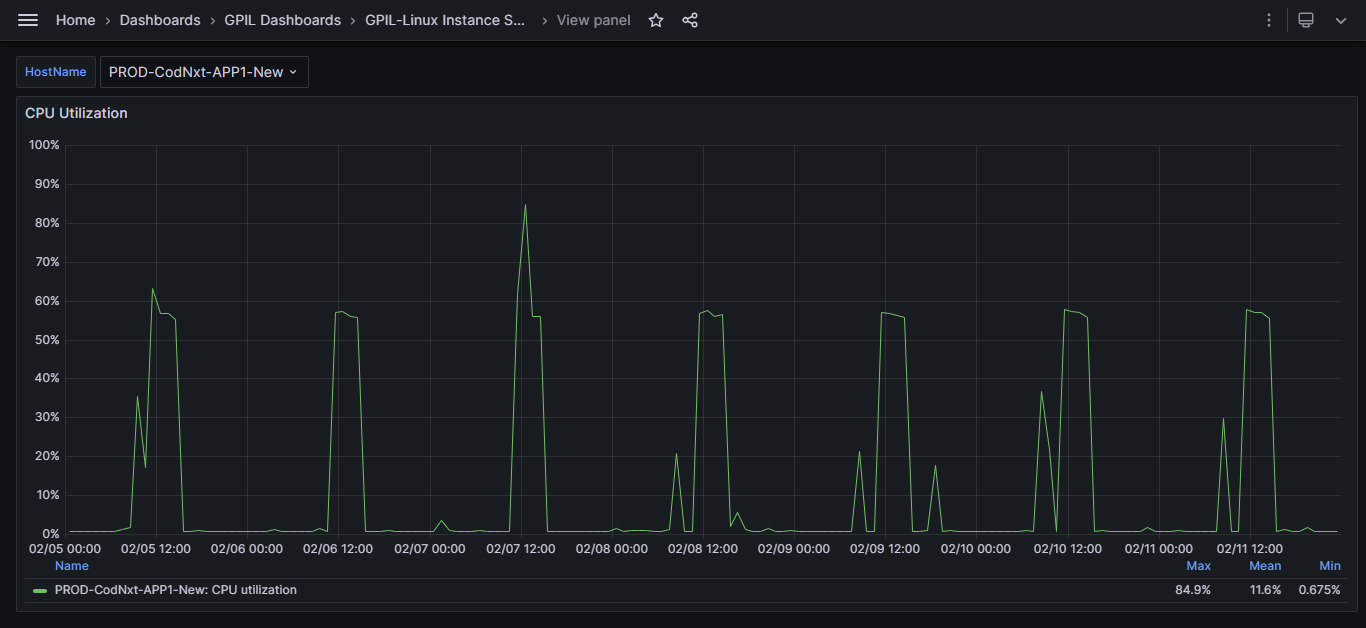 Home › Dashboards › GPIL Dashboards › GPIL-Linux Instance S... › View panel
HostName PROD-CodNxt-APP1-New
CPU Utilization
100%
90%
80%
70%
60%
50%
40%
30%
20%
10%
0%
02/05 00:00 02/05 12:00 02/06 00:00 02/06 12:00 02/07 00:00 02/07 12:00 02/08 00:00 02/08 12:00 02/09 00:00 02/09 12:00 02/10 00:00 02/10 12:00 02/11 00:00 02/11 12:00
Name Max Mean Min
PROD-CodNxt-APP1-New: CPU utilization 84.9% 11.6% 0.675%